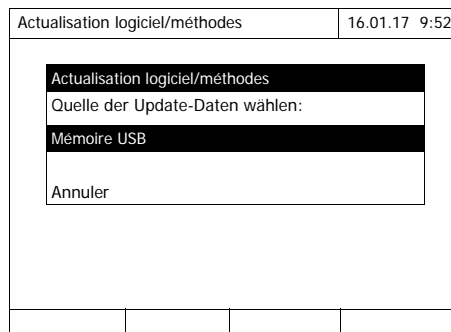 Actualisation logiciel/méthodes 16.01.17 9:52
Actualisation logiciel/méthodes
Quelle der Update-Daten wählen:
Mémoire USB
Annuler